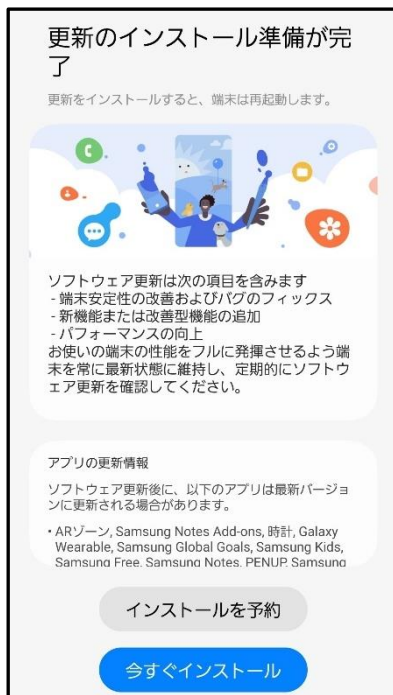 更新のインストール準備が完
了
更新をインストールすると、端末は再起動します。
ソフトウェア更新は次の項目を含みます
- 端末安定性の改善およびバグのフィックス
- 新機能または改善型機能の追加
- パフォーマンスの向上
お使いの端末の性能をフルに発揮させるよう端
末を常に最新状態に維持し、定期的にソフトウ
ェア更新を確認してください。
アプリの更新情報
ソフトウェア更新後に、以下のアプリは最新バージョ
ンに更新される場合があります。
• ARゾーン, Samsung Notes Add-ons, 時計, Galaxy
Wearable, Samsung Global Goals, Samsung Kids,
Samsung Free, Samsung Notes, PENUP, Samsung
インストールを予約
今すぐインストール